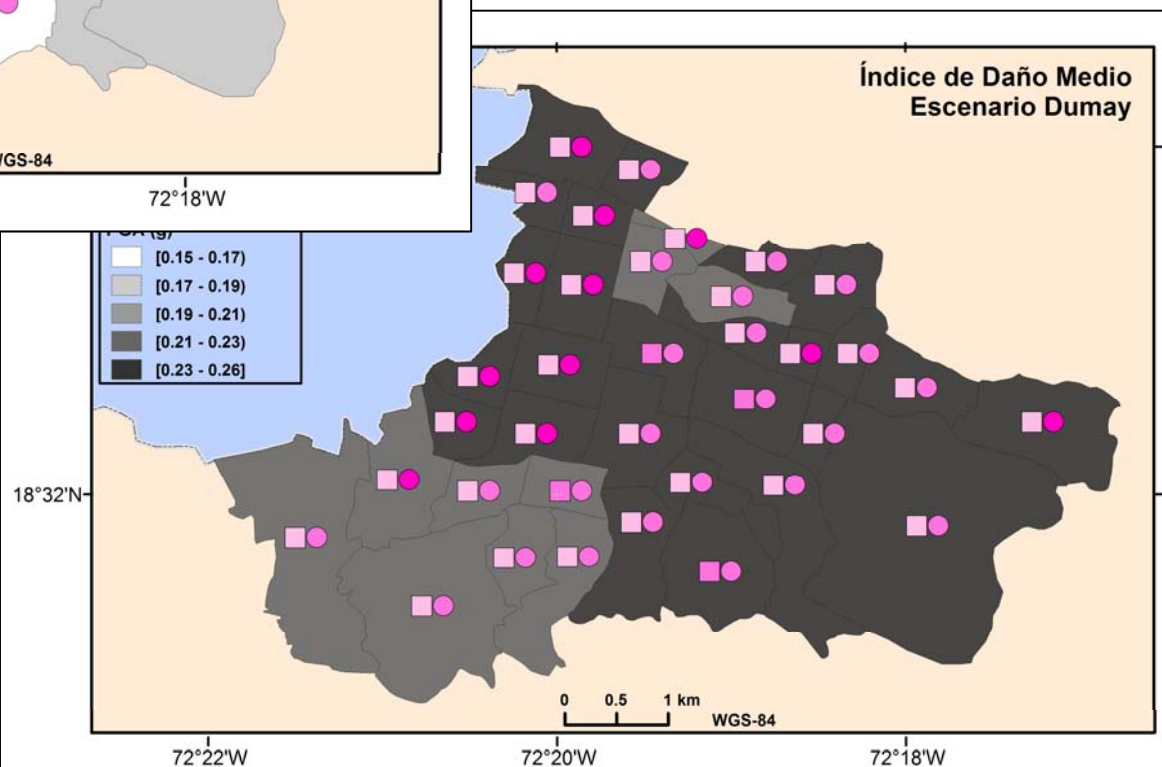 WGS-84
72°18'W
Índice de Daño Medio
Escenario Dumay
[0.15 - 0.17)
[0.17 - 0.19)
[0.19 - 0.21)
[0.21 - 0.23)
[0.23 - 0.26]
18°32'N
0 0.5 1 km
WGS-84
72°22'W 72°20'W 72°18'W